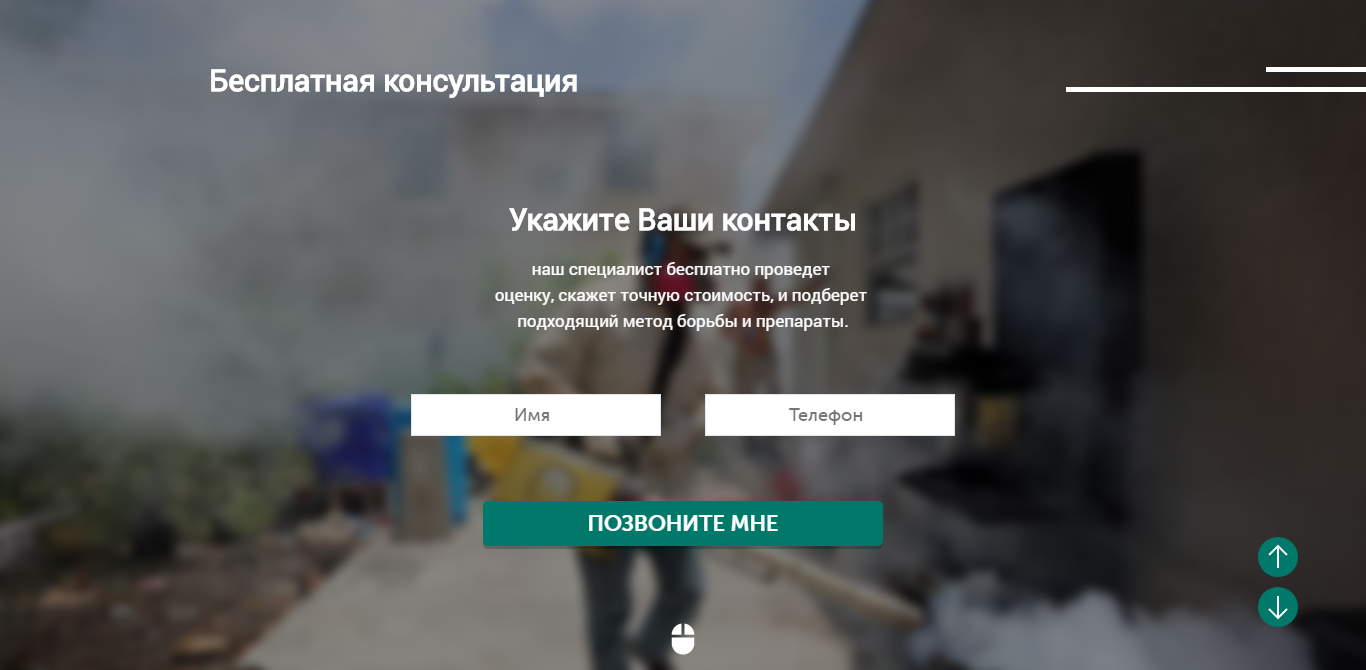 Бесплатная консультация
Укажите Ваши контакты
наш специалист бесплатно проведет
оценку, скажет точную стоимость, и подберет
подходящий метод борьбы и препараты.
Имя
Телефон
ПОЗВОНИТЕ МНЕ